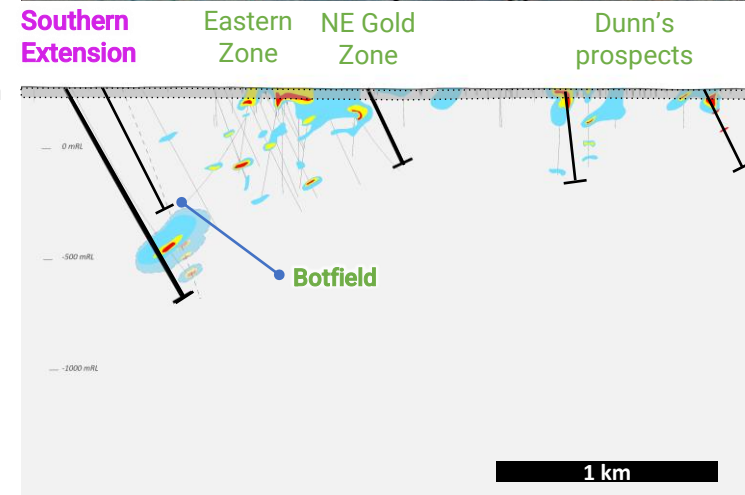 Southern
Extension
Eastern
Zone
NE Gold
Zone
Dunn’s
prospects
0 mRL
-500 mRL
Botfield
-1000 mRL
1 km